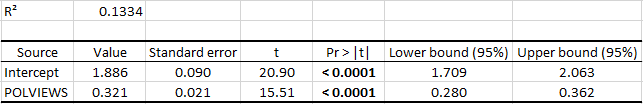 R² 0.1334
Source Value Standard error t Pr > |t| Lower bound (95%) Upper bound (95%)
Intercept 1.886 0.090 20.90 < 0.0001 1.709 2.063
POLVIEWS 0.321 0.021 15.51 < 0.0001 0.280 0.362